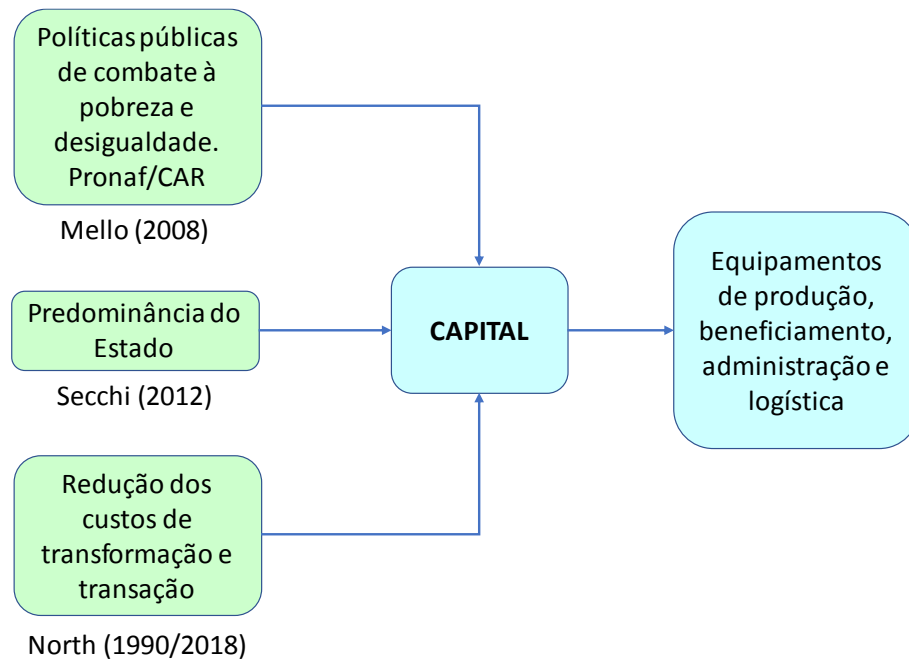 Políticas públicas
de combate à
pobreza e
desigualdade.
Pronaf/CAR
Mello (2008)
Predominância do
Estado
Secchi (2012)
Redução dos
custos de
transformação e
transação
North (1990/2018)
CAPITAL
Equipamentos
de produção,
beneficiamento,
administração e
logística